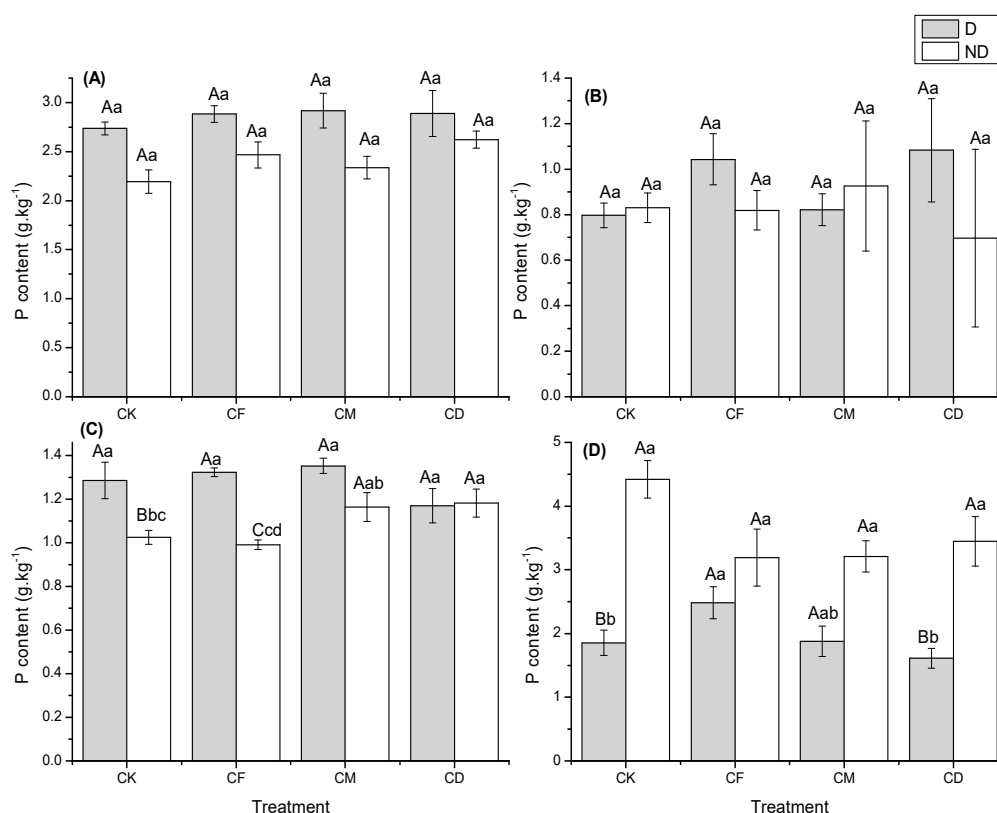 D
ND
(A)
Aa
Aa
Aa
Aa
Aa
Aa
Aa
Aa
3.0
2.5
2.0
1.5
1.0
0.5
0.0
P content (g.kg-1)
CK
CF
CM
CD
(B)
Aa
Aa
Aa
Aa
Aa
Aa
Aa
Aa
1.4
1.2
1.0
0.8
0.6
0.4
0.2
0.0
P content (g.kg-1)
CK
CF
CM
CD
(C)
Aa
Bbc
Aa
Ccd
Aa
Aab
Aa
Aa
1.4
1.2
1.0
0.8
0.6
0.4
0.2
0.0
P content (g.kg-1)
CK
CF
CM
CD
Treatment
(D)
Bb
Aa
Aa
Aa
Aab
Aa
Bb
Aa
5
4
3
2
1
0
P content (g.kg-1)
CK
CF
CM
CD
Treatment